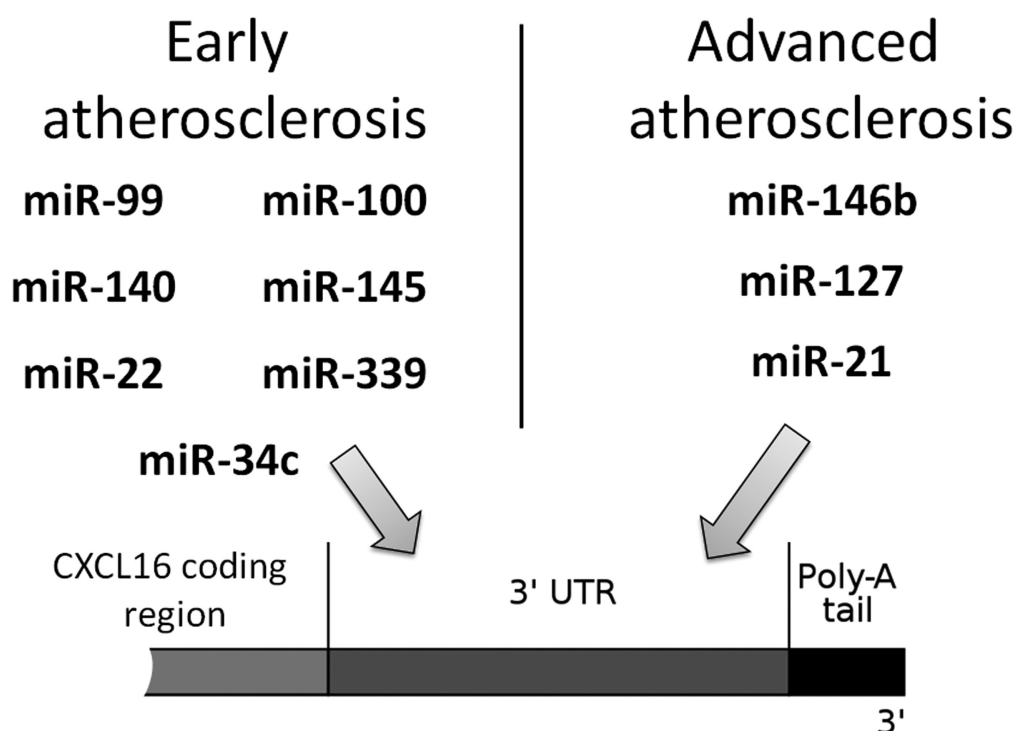 Early
atherosclerosis
miR-99 miR-100
miR-140 miR-145
miR-22 miR-339
miR-34c
Advanced
atherosclerosis
miR-146b
miR-127
miR-21
CXCL16 coding
region
3' UTR
Poly-A
tail
3'